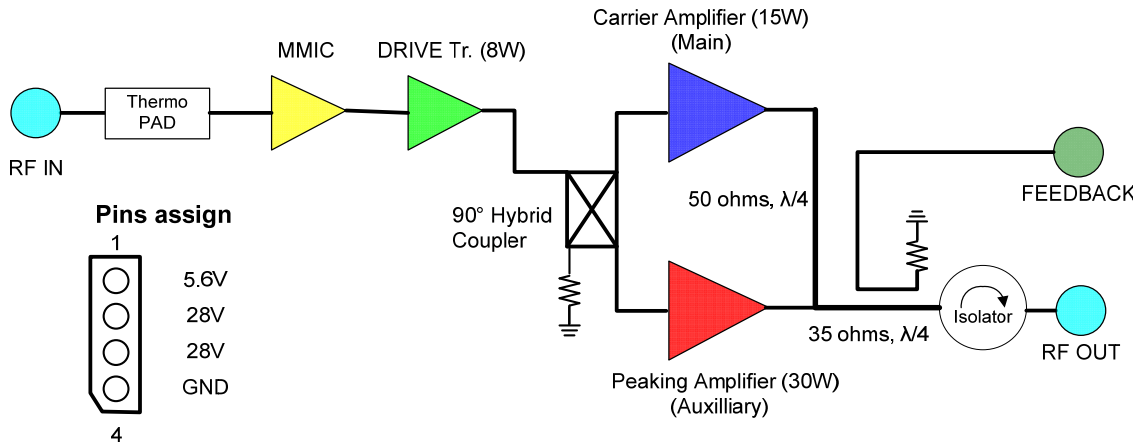 Carrier Amplifier (15W)
(Main)
MMIC
DRIVE Tr. (8W)
Thermo
PAD
RF IN
50 ohms, λ/4
FEEDBACK
Pins assign
90° Hybrid
Coupler
1
5.6V
28V
28V
GND
4
Isolator
35 ohms, λ/4
RF OUT
Peaking Amplifier (30W)
(Auxilliary)